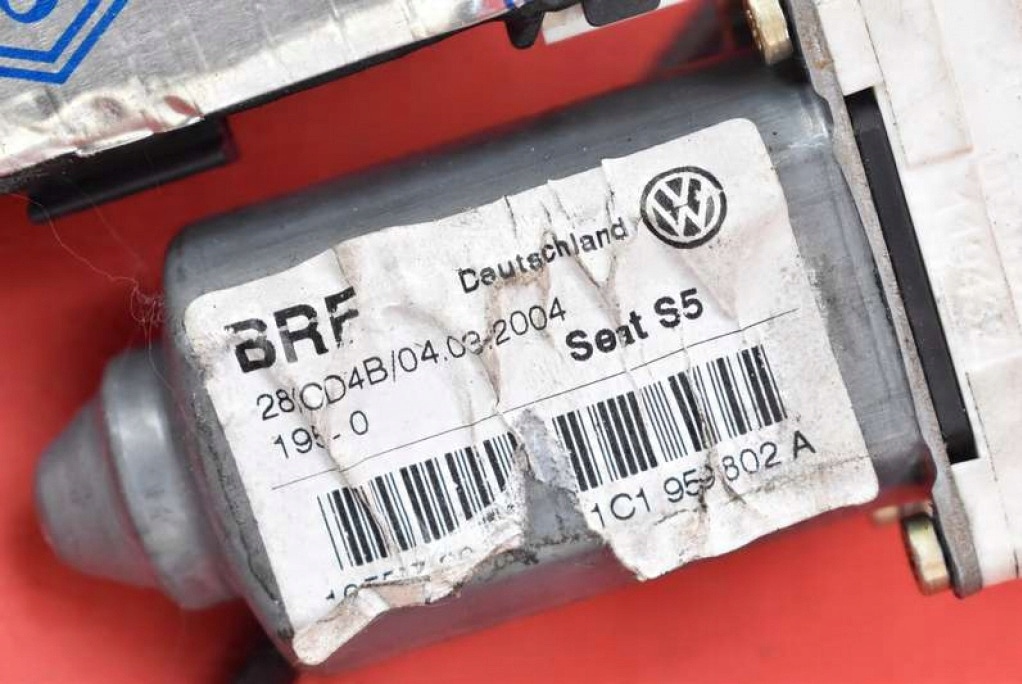 Deutschland
BRF
28/CD4B/04.03.2004
Seat S5
195-0
1C1 959 802 A